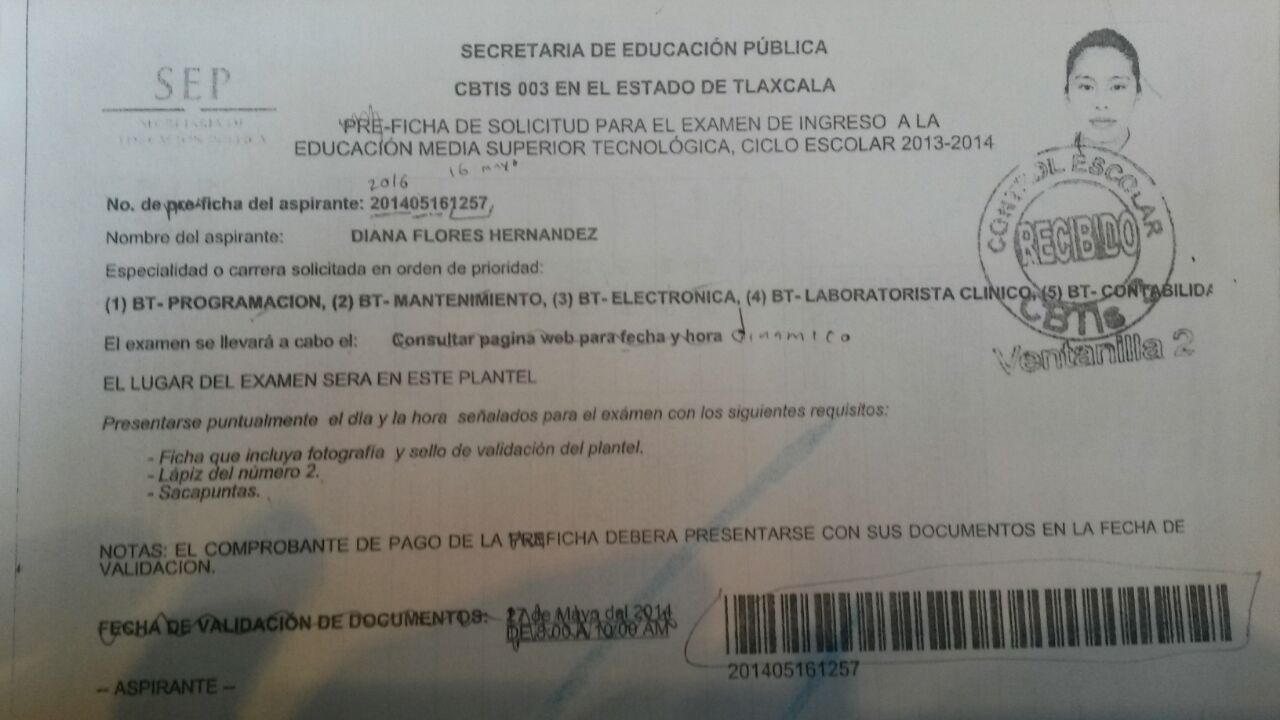 SEP
SECRETARIA DE
EDUCACIÓN PÚBLICA
SECRETARIA DE EDUCACIÓN PÚBLICA
CBTIS 003 EN EL ESTADO DE TLAXCALA
PRE-FICHA DE SOLICITUD PARA EL EXAMEN DE INGRESO A LA
EDUCACIÓN MEDIA SUPERIOR TECNOLÓGICA, CICLO ESCOLAR 2013-2014
2016 16 mayo
No. de pre-ficha del aspirante: 201405161257
Nombre del aspirante: DIANA FLORES HERNANDEZ
CONTROL ESCOLAR
RECIBIDO
CBTis
Ventanilla 2
Especialidad o carrera solicitada en orden de prioridad:
(1) BT- PROGRAMACION, (2) BT- MANTENIMIENTO, (3) BT- ELECTRONICA, (4) BT- LABORATORISTA CLINICO, (5) BT- CONTABILIDA
El examen se llevará a cabo el: Consultar pagina web para fecha y hora dinamico
EL LUGAR DEL EXAMEN SERA EN ESTE PLANTEL
Presentarse puntualmente el día y la hora señalados para el exámen con los siguientes requisitos:
- Ficha que incluya fotografía y sello de validación del plantel.
- Lápiz del número 2.
- Sacapuntas.
NOTAS: EL COMPROBANTE DE PAGO DE LA PREFICHA DEBERA PRESENTARSE CON SUS DOCUMENTOS EN LA FECHA DE
VALIDACION.
FECHA DE VALIDACIÓN DE DOCUMENTOS: 27 de Mayo del 2014
DE 8:00 A 10:00 AM
201405161257
-- ASPIRANTE --